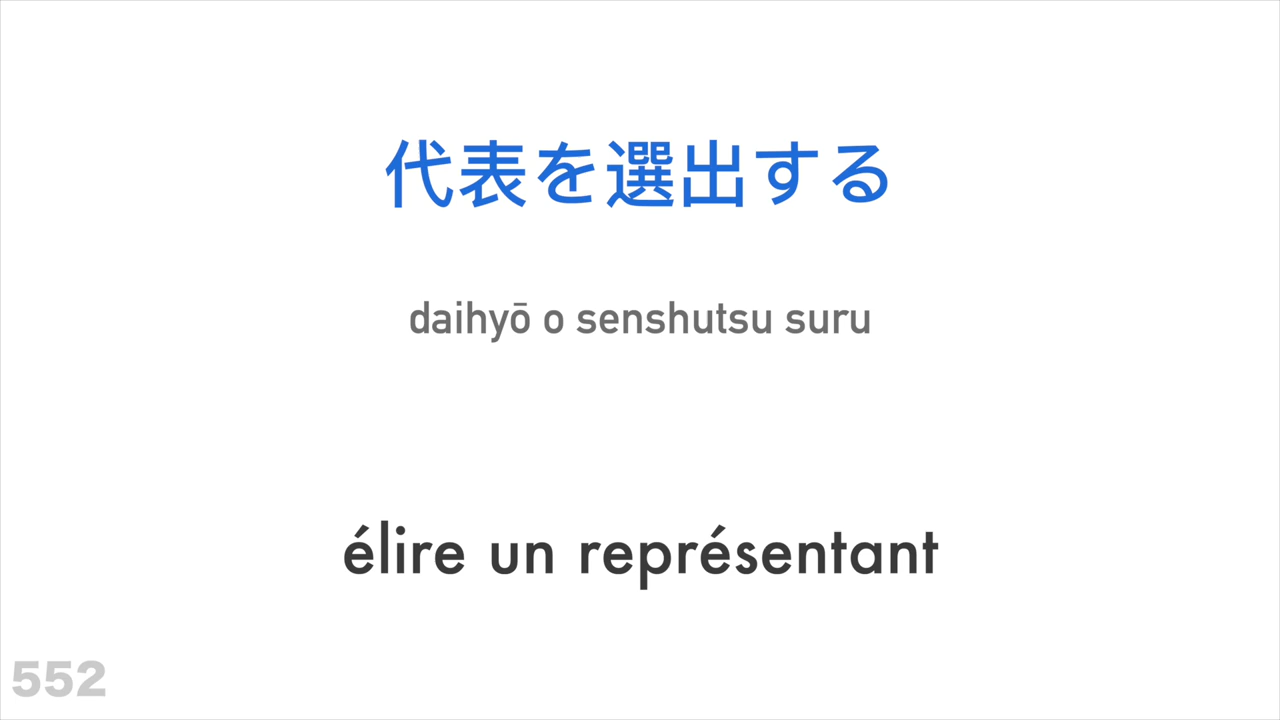 代表を選出する
daihyō o senshutsu suru
élire un représentant
552